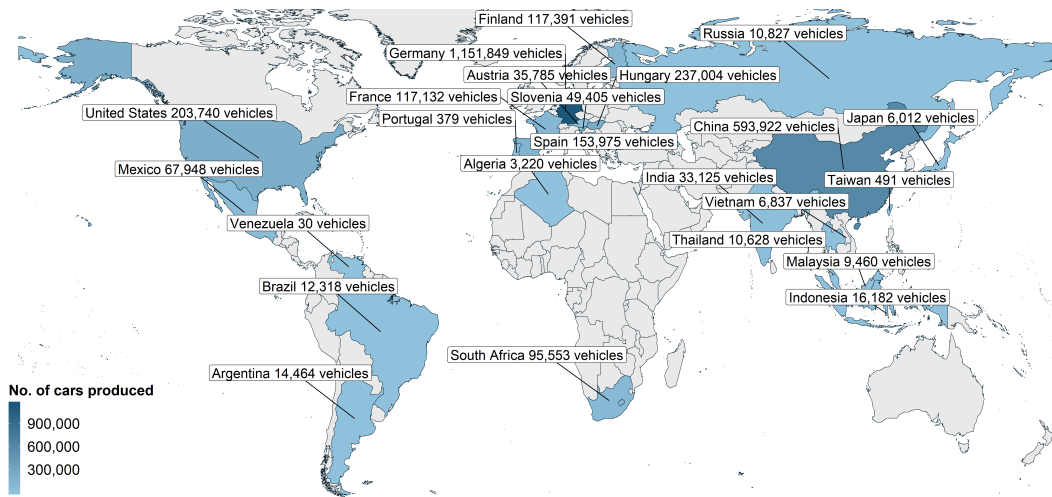 Finland 117,391 vehicles
Russia 10,827 vehicles
Germany 1,151,849 vehicles
Austria 35,785 vehicles
Hungary 237,004 vehicles
France 117,132 vehicles
Slovenia 49,405 vehicles
United States 203,740 vehicles
Portugal 379 vehicles
Japan 6,012 vehicles
China 593,922 vehicles
Spain 153,975 vehicles
Algeria 3,220 vehicles
Mexico 67,948 vehicles
India 33,125 vehicles
Taiwan 491 vehicles
Vietnam 6,837 vehicles
Venezuela 30 vehicles
Thailand 10,628 vehicles
Malaysia 9,460 vehicles
Brazil 12,318 vehicles
Indonesia 16,182 vehicles
South Africa 95,553 vehicles
Argentina 14,464 vehicles
No. of cars produced
900,000
600,000
300,000